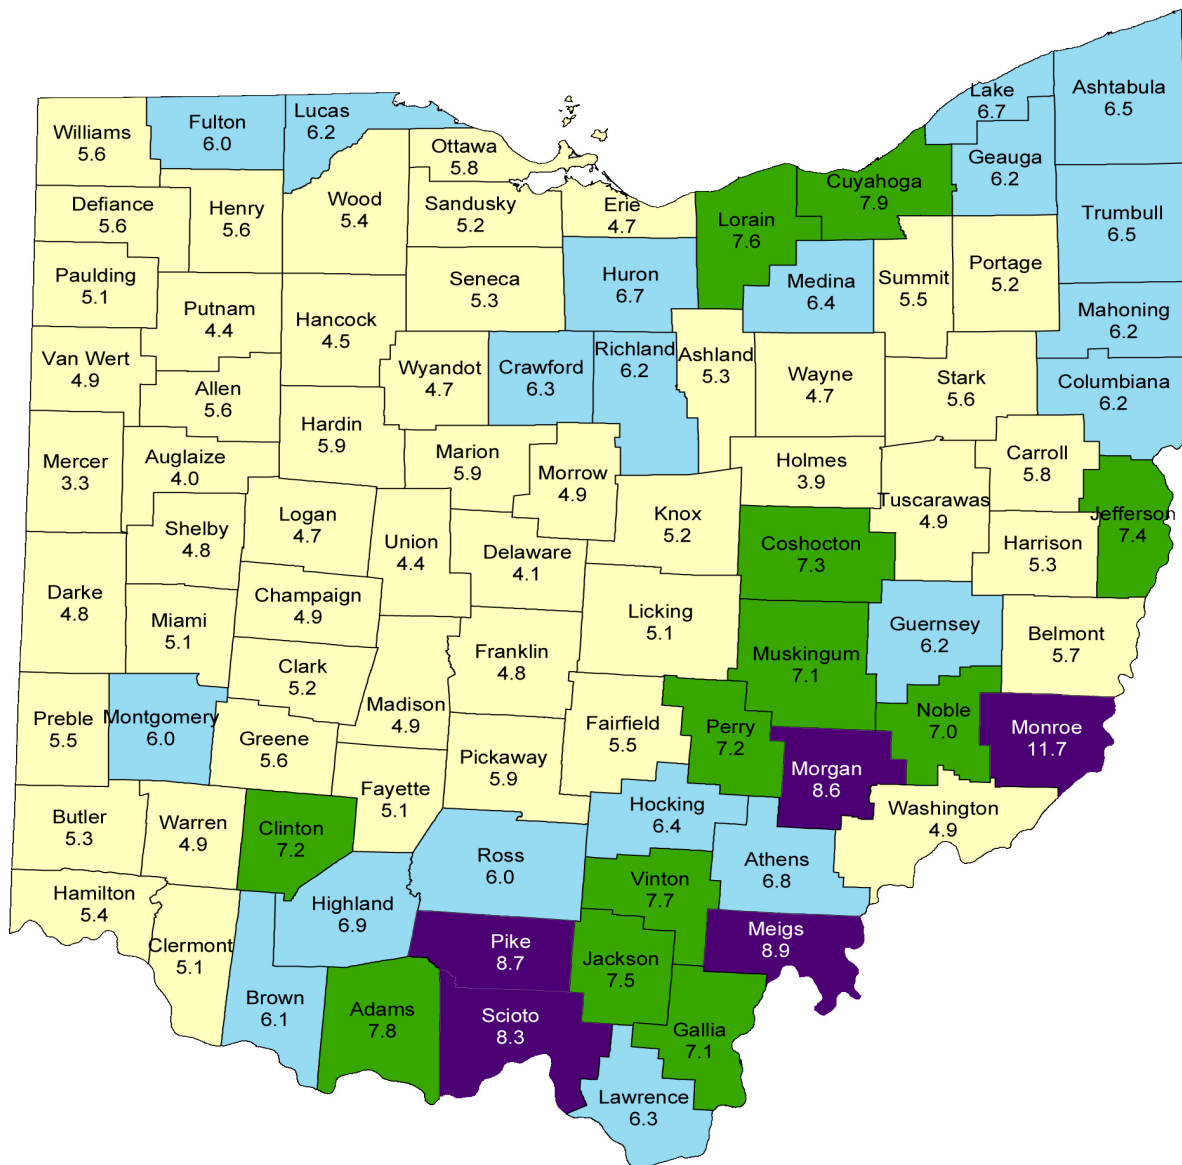 Lake
6.7
Ashtabula
6.5
Williams
5.6
Fulton
6.0
Lucas
6.2
Ottawa
5.8
Geauga
6.2
Cuyahoga
7.9
Defiance
5.6
Henry
5.6
Wood
5.4
Sandusky
5.2
Erie
4.7
Lorain
7.6
Trumbull
6.5
Paulding
5.1
Putnam
4.4
Hancock
4.5
Seneca
5.3
Huron
6.7
Medina
6.4
Summit
5.5
Portage
5.2
Mahoning
6.2
Van Wert
4.9
Allen
5.6
Wyandot
4.7
Crawford
6.3
Richland
6.2
Ashland
5.3
Wayne
4.7
Stark
5.6
Columbiana
6.2
Mercer
3.3
Auglaize
4.0
Hardin
5.9
Marion
5.9
Morrow
4.9
Holmes
3.9
Tuscarawas
4.9
Carroll
5.8
Jefferson
7.4
Shelby
4.8
Logan
4.7
Union
4.4
Delaware
4.1
Knox
5.2
Coshocton
7.3
Harrison
5.3
Darke
4.8
Miami
5.1
Champaign
4.9
Licking
5.1
Guernsey
6.2
Belmont
5.7
Clark
5.2
Madison
4.9
Franklin
4.8
Muskingum
7.1
Preble
5.5
Montgomery
6.0
Greene
5.6
Pickaway
5.9
Fairfield
5.5
Perry
7.2
Noble
7.0
Monroe
11.7
Morgan
8.6
Fayette
5.1
Butler
5.3
Warren
4.9
Clinton
7.2
Hocking
6.4
Washington
4.9
Ross
6.0
Athens
6.8
Vinton
7.7
Hamilton
5.4
Highland
6.9
Clermont
5.1
Pike
8.7
Jackson
7.5
Meigs
8.9
Brown
6.1
Adams
7.8
Scioto
8.3
Gallia
7.1
Lawrence
6.3